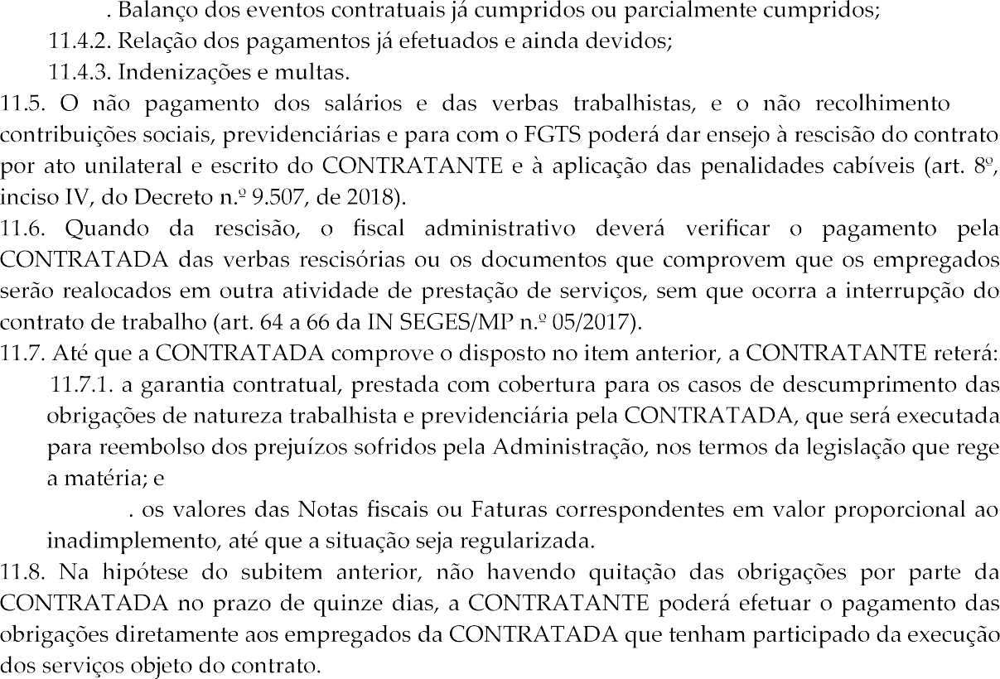 . Balanço dos eventos contratuais já cumpridos ou parcialmente cumpridos;
11.4.2. Relação dos pagamentos já efetuados e ainda devidos;
11.4.3. Indenizações e multas.
11.5. O não pagamento dos salários e das verbas trabalhistas, e o não recolhimento
contribuições sociais, previdenciárias e para com o FGTS poderá dar ensejo à rescisão do contrato
por ato unilateral e escrito do CONTRATANTE e à aplicação das penalidades cabíveis (art. 8º,
inciso IV, do Decreto n.º 9.507, de 2018).
11.6. Quando da rescisão, o fiscal administrativo deverá verificar o pagamento pela
CONTRATADA das verbas rescisórias ou os documentos que comprovem que os empregados
serão realocados em outra atividade de prestação de serviços, sem que ocorra a interrupção do
contrato de trabalho (art. 64 a 66 da IN SEGES/MP n.º 05/2017).
11.7. Até que a CONTRATADA comprove o disposto no item anterior, a CONTRATANTE reterá:
11.7.1. a garantia contratual, prestada com cobertura para os casos de descumprimento das
obrigações de natureza trabalhista e previdenciária pela CONTRATADA, que será executada
para reembolso dos prejuízos sofridos pela Administração, nos termos da legislação que rege
a matéria; e
. os valores das Notas fiscais ou Faturas correspondentes em valor proporcional ao
inadimplemento, até que a situação seja regularizada.
11.8. Na hipótese do subitem anterior, não havendo quitação das obrigações por parte da
CONTRATADA no prazo de quinze dias, a CONTRATANTE poderá efetuar o pagamento das
obrigações diretamente aos empregados da CONTRATADA que tenham participado da execução
dos serviços objeto do contrato.